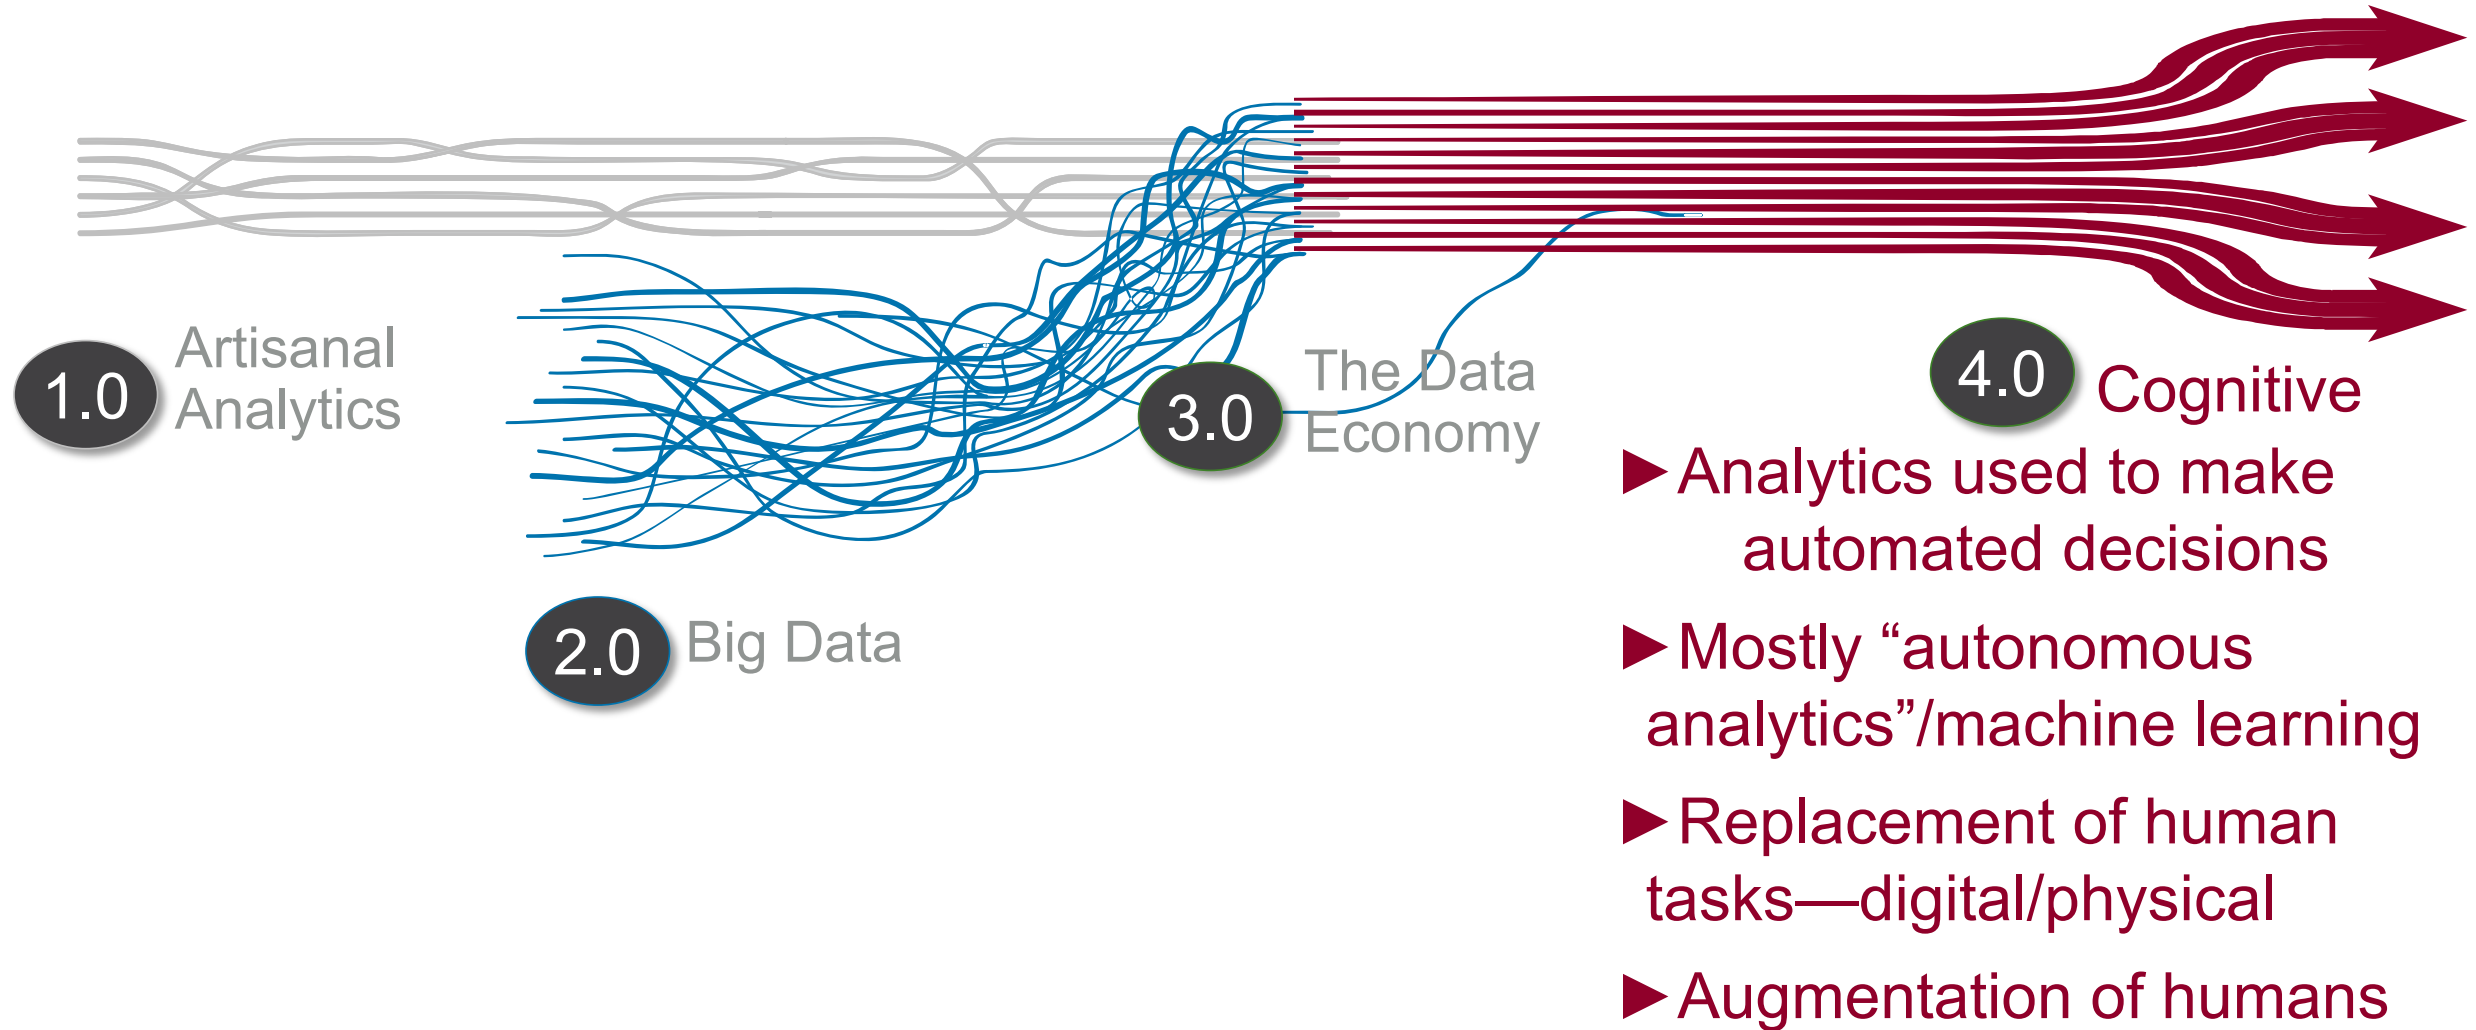 1.0
Artisanal
Analytics
2.0
Big Data
3.0
The Data
Economy
4.0
Cognitive
►Analytics used to make
automated decisions
►Mostly “autonomous
analytics”/machine learning
►Replacement of human
tasks—digital/physical
►Augmentation of humans